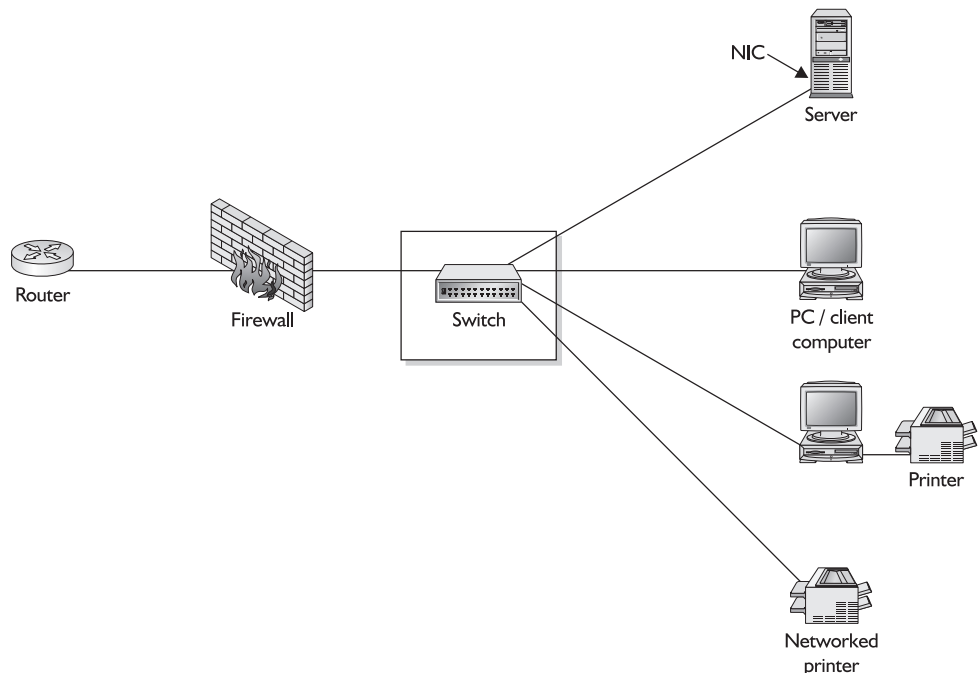 NIC
Server
Router
Firewall
Switch
PC / client
computer
Printer
Networked
printer